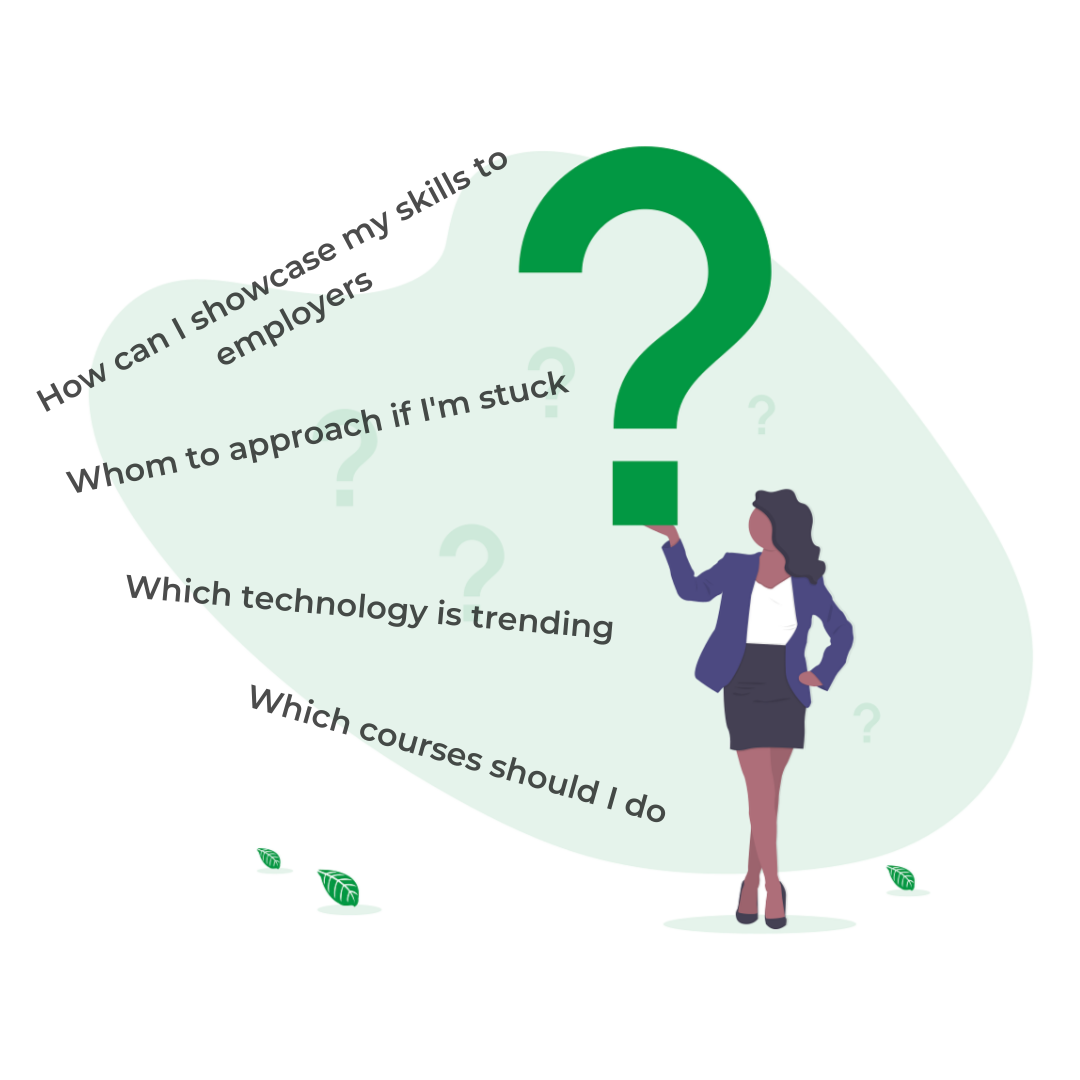 How can I showcase my skills to
employers
Whom to approach if I'm stuck
Which technology is trending
Which courses should I do